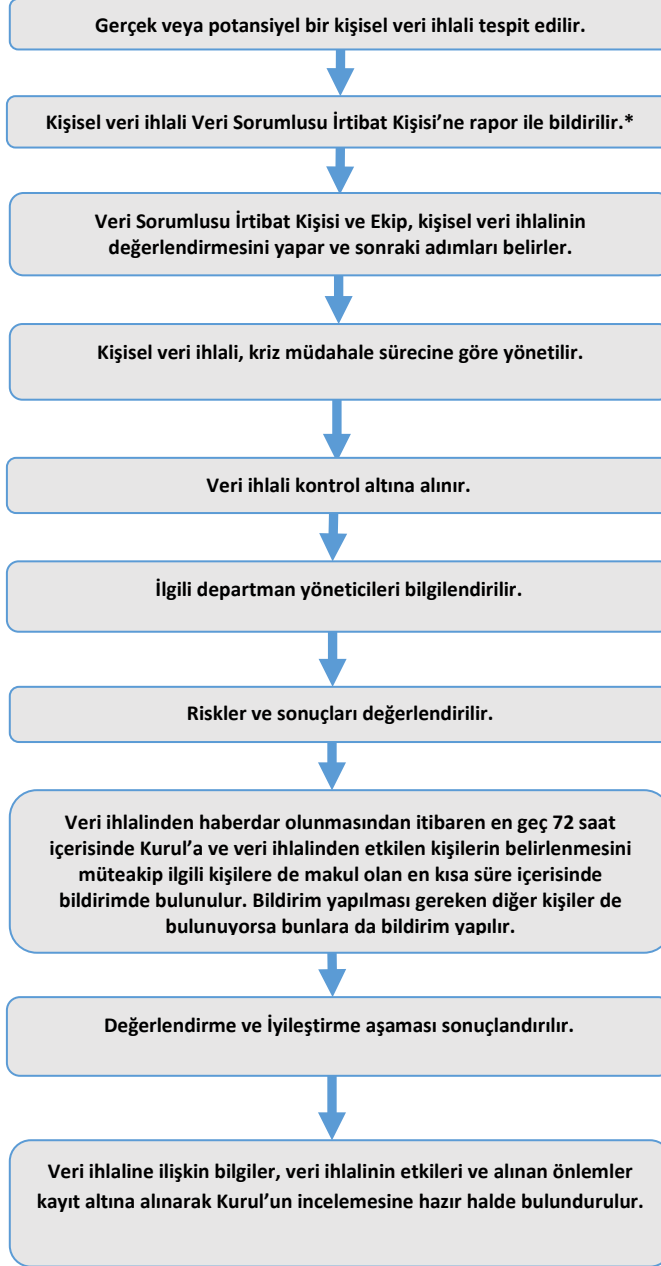 Gerçek veya potansiyel bir kişisel veri ihlali tespit edilir.
Kişisel veri ihlali Veri Sorumlusu İrtibat Kişisi’ne rapor ile bildirilir.*
Veri Sorumlusu İrtibat Kişisi ve Ekip, kişisel veri ihlalinin
değerlendirmesini yapar ve sonraki adımları belirler.
Kişisel veri ihlali, kriz müdahale sürecine göre yönetilir.
Veri ihlali kontrol altına alınır.
İlgili departman yöneticileri bilgilendirilir.
Riskler ve sonuçları değerlendirilir.
Veri ihlalinden haberdar olunmasından itibaren en geç 72 saat
içerisinde Kurul’a ve veri ihlalinden etkilen kişilerin belirlenmesini
müteakip ilgili kişilere de makul olan en kısa süre içerisinde
bildirimde bulunulur. Bildirim yapılması gereken diğer kişiler de
bulunuyorsa bunlara da bildirim yapılır.
Değerlendirme ve İyileştirme aşaması sonuçlandırılır.
Veri ihlaline ilişkin bilgiler, veri ihlalinin etkileri ve alınan önlemler
kayıt altına alınarak Kurul’un incelemesine hazır halde bulundurulur.